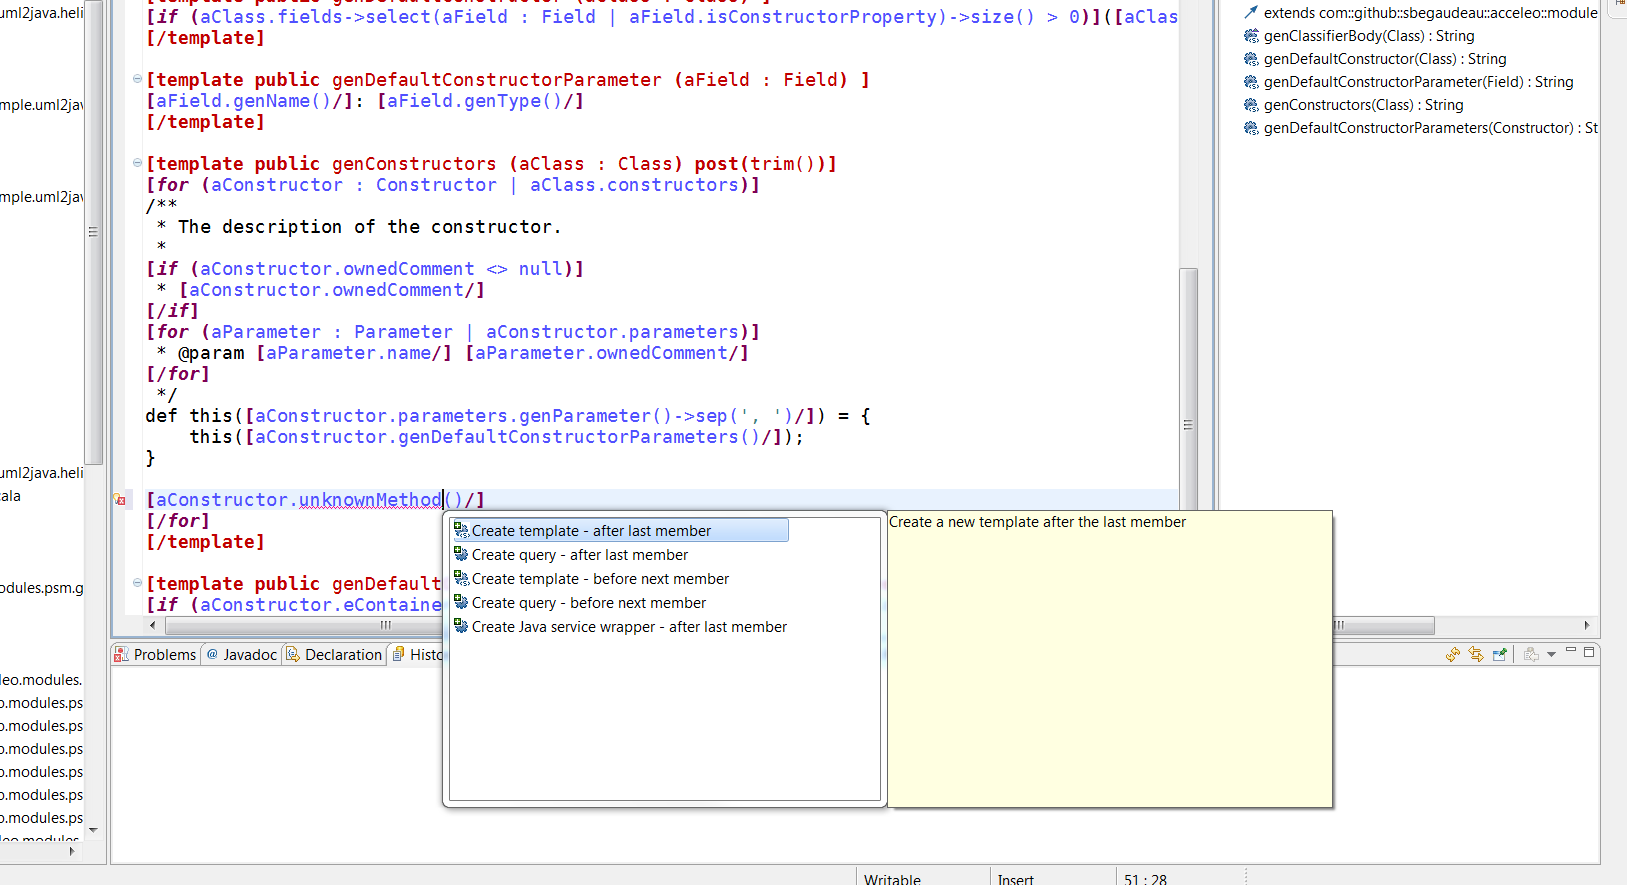 uml2java.heli
mple.uml2jav
mple.uml2jav
uml2java.heli
cala
odules.psm.g
leo.modules.
o.modules.ps
o.modules.ps
o.modules.ps
o.modules.ps
o.modules.ps
o.modules.ps
[if (aClass.fields->select(aField : Field | aField.isConstructorProperty)->size() > 0)]([aClas
[/template]
[template public genDefaultConstructorParameter (aField : Field) ]
[aField.genName()/]: [aField.genType()/]
[/template]
[template public genConstructors (aClass : Class) post(trim())]
[for (aConstructor : Constructor | aClass.constructors)]
/**
* The description of the constructor.
*
[if (aConstructor.ownedComment <> null)]
* [aConstructor.ownedComment/]
[/if]
[for (aParameter : Parameter | aConstructor.parameters)]
* @param [aParameter.name/] [aParameter.ownedComment/]
[/for]
*/
def this([aConstructor.parameters.genParameter()->sep(', ')/]) = {
this([aConstructor.genDefaultConstructorParameters()/]);
}
[aConstructor.unknownMethod()/]
[/for]
[/template]
[template public genDefault
[if (aConstructor.eContaine
Create template - after last member
Create query - after last member
Create template - before next member
Create query - before next member
Create Java service wrapper - after last member
Create a new template after the last member
extends com::github::sbegaudeau::acceleo::module
genClassifierBody(Class) : String
genDefaultConstructor(Class) : String
genDefaultConstructorParameter(Field) : String
genConstructors(Class) : String
genDefaultConstructorParameters(Constructor) : St
Problems @ Javadoc Declaration Histo
Writable Insert 51 : 28